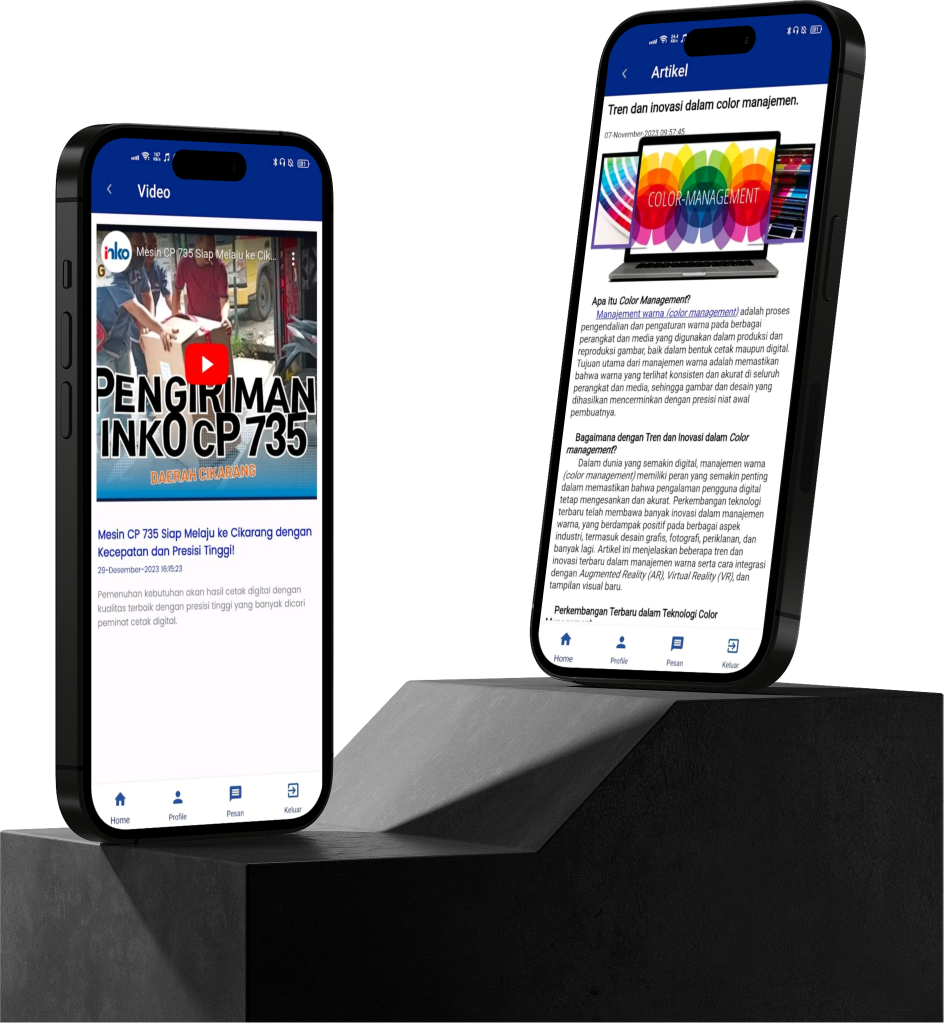 Video
inko
Mesin CP 735 Siap Melaju ke Cik...
PENGIRIMAN
INKO CP 735
DAERAH CIKARANG
Mesin CP 735 Siap Melaju ke Cikarang dengan
Kecepatan dan Presisi Tinggi!
29-Desember-2023 16:15:23
Pemenuhan kebutuhan akan hasil cetak digital dengan
kualitas terbaik dengan presisi tinggi yang banyak dicari
peminat cetak digital.
Home
Profile
Pesan
Keluar
Artikel
Tren dan inovasi dalam color manajemen.
07-November-2023 09:57:45
COLOR-MANAGEMENT
Apa itu Color Management?
Manajement warna (color management) adalah proses
pengendalian dan pengaturan warna pada berbagai
perangkat dan media yang digunakan dalam produksi dan
reproduksi gambar, baik dalam bentuk cetak maupun digital.
Tujuan utama dari manajemen warna adalah memastikan
bahwa warna yang terlihat konsisten dan akurat di seluruh
perangkat dan media, sehingga gambar dan desain yang
dihasilkan mencerminkan dengan presisi niat awal
pembuatnya.
Bagaimana dengan Tren dan Inovasi dalam Color
management?
Dalam dunia yang semakin digital, manajemen warna
(color management) memiliki peran yang semakin penting
dalam memastikan bahwa pengalaman pengguna digital
tetap mengesankan dan akurat. Perkembangan teknologi
terbaru telah membawa banyak inovasi dalam manajemen
warna, yang berdampak positif pada berbagai aspek
industri, termasuk desain grafis, fotografi, periklanan, dan
banyak lagi. Artikel ini menjelaskan beberapa tren dan
inovasi terbaru dalam manajemen warna serta cara integrasi
dengan Augmented Reality (AR), Virtual Reality (VR), dan
tampilan visual baru.
Perkembangan Terbaru dalam Teknologi Color
Home
Profile
Pesan
Keluar